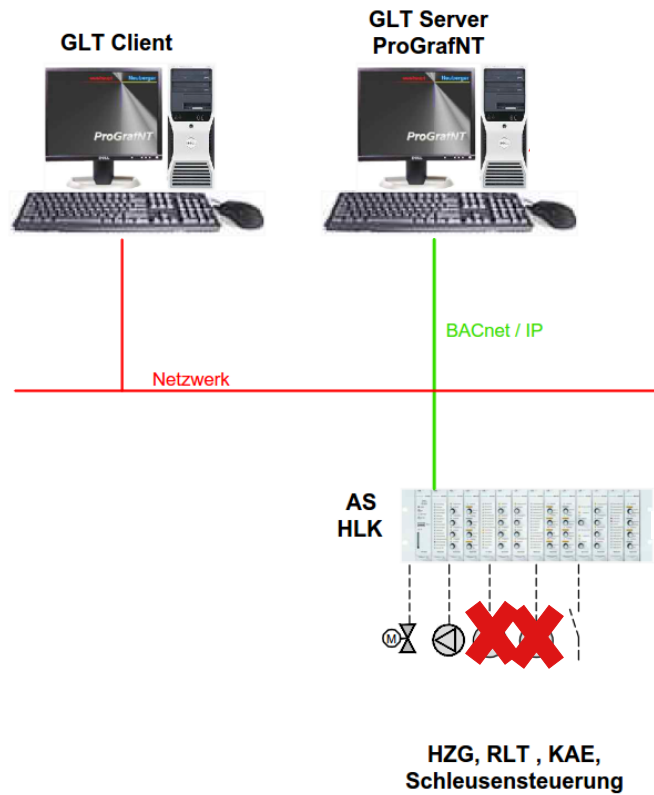 GLT Client
GLT Server
ProGrafNT
ProGrafNT
ProGrafNT
BACnet / IP
Netzwerk
AS
HLK
M
HZG, RLT , KAE,
Schleusensteuerung